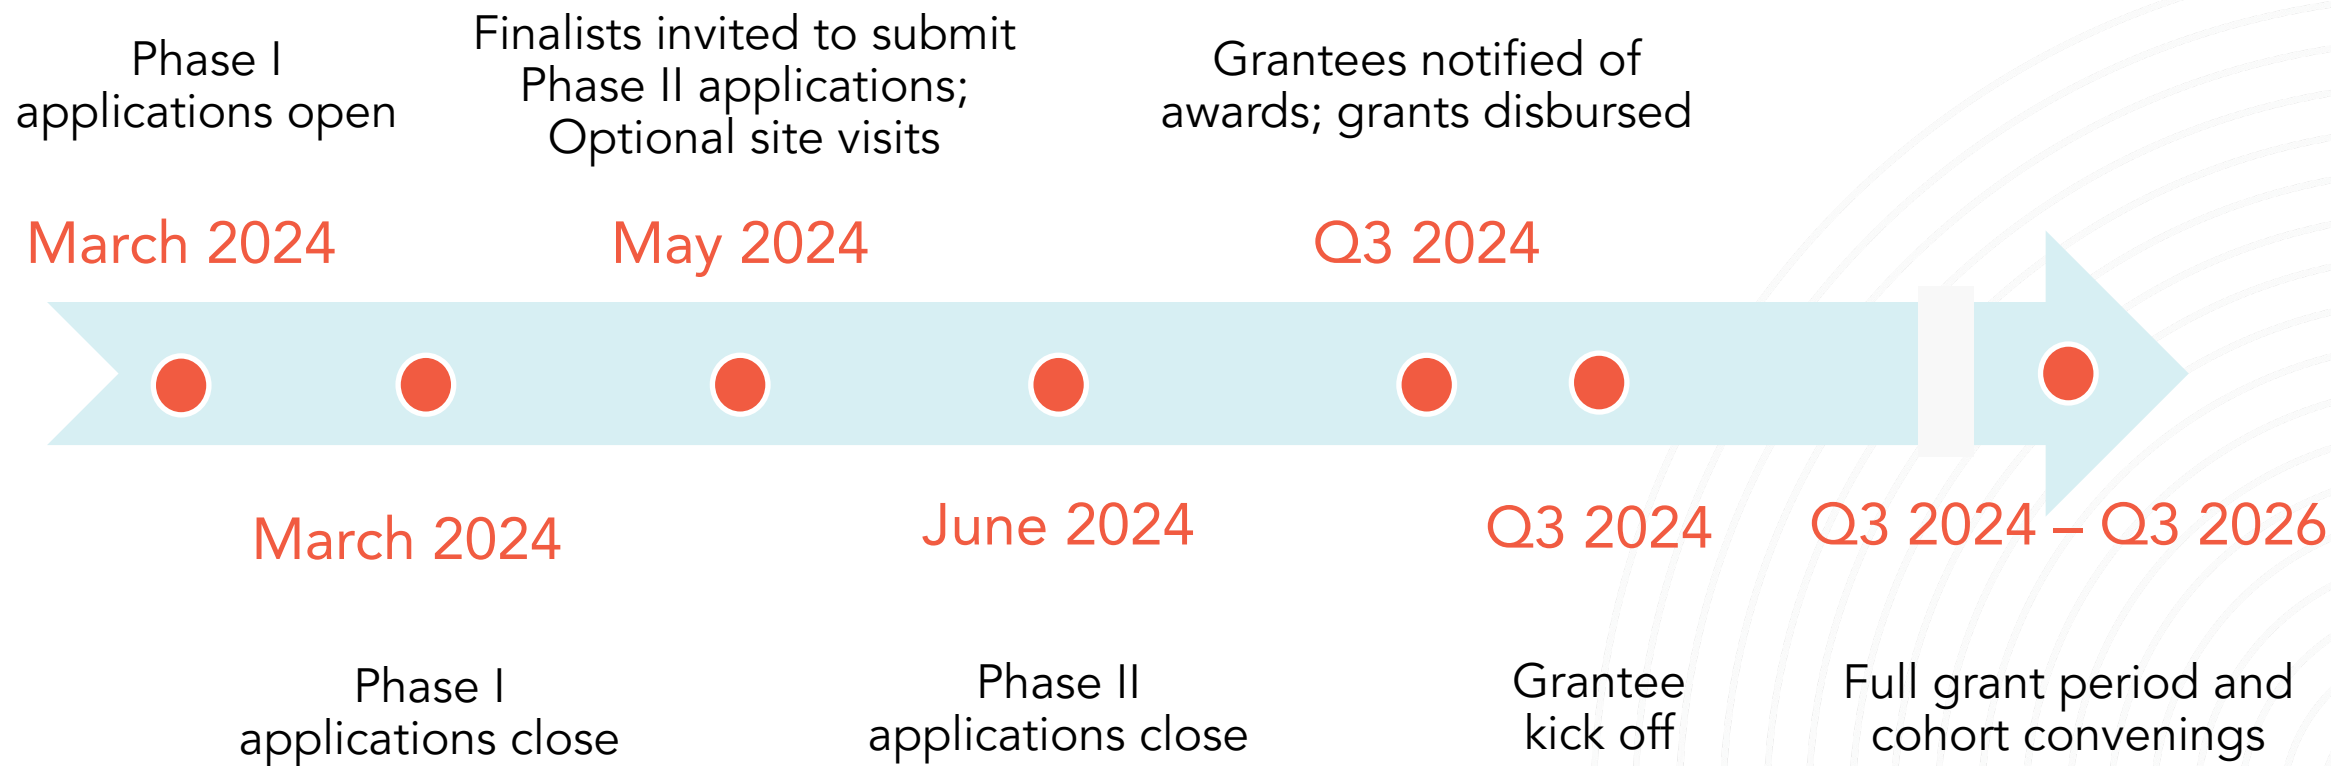 Phase I
applications open
March 2024
Finalists invited to submit
Phase II applications;
Optional site visits
May 2024
Grantees notified of
awards; grants disbursed
Q3 2024
March 2024
Phase I
applications close
June 2024
Phase II
applications close
Q3 2024
Grantee
kick off
Q3 2024 – Q3 2026
Full grant period and
cohort convenings